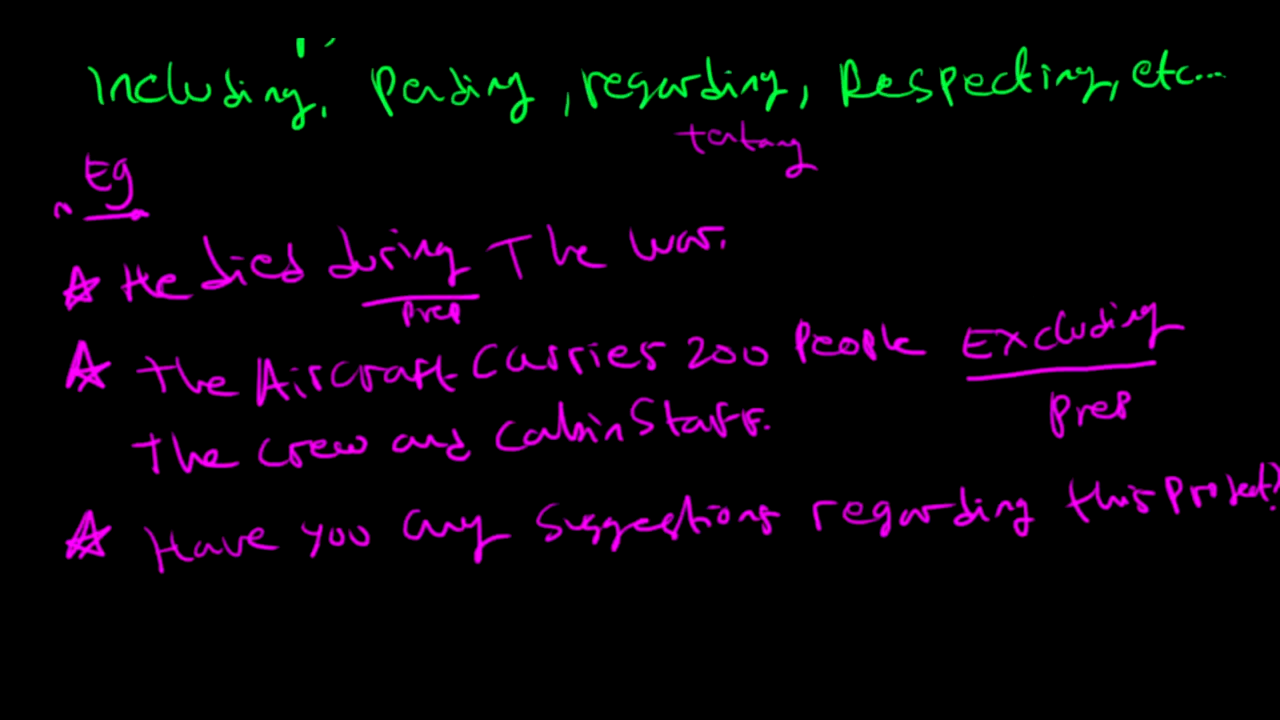 Including, Pending, regarding, Respecting, etc...
Eg
He died during The war.
prep
The Aircraft Carries 200 People Excluding
prep
The crew and Cabin Staff.
Have you any suggestions regarding this Project?